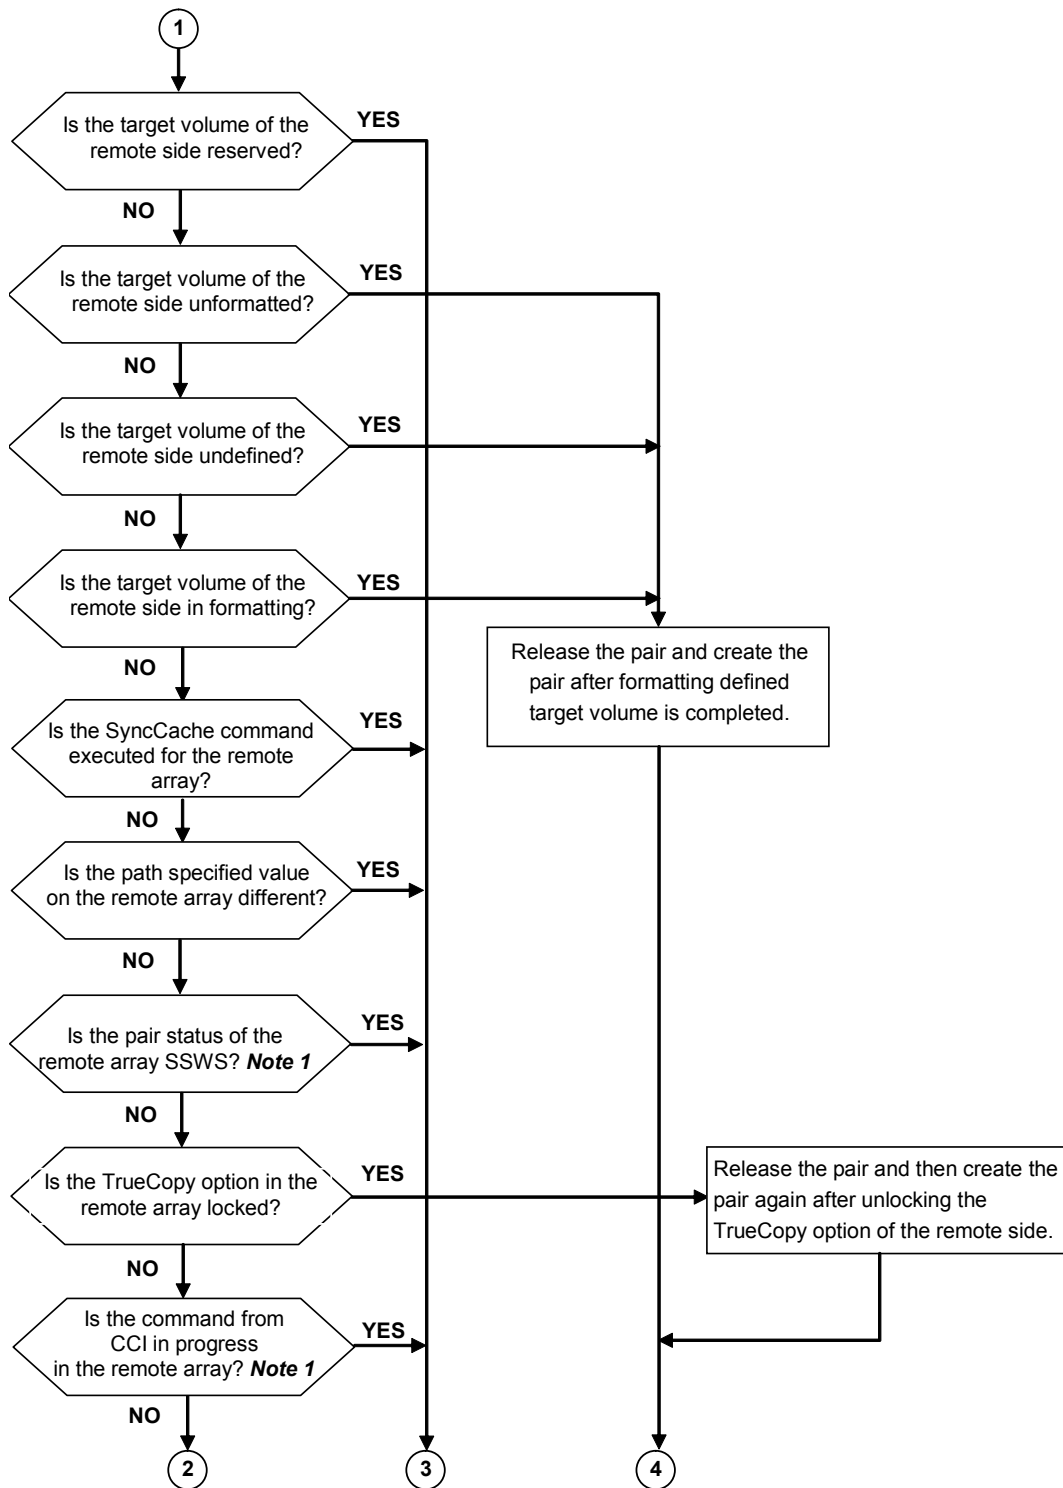 1
Is the target volume of the
remote side reserved?
YES
NO
Is the target volume of the
remote side unformatted?
YES
NO
Is the target volume of the
remote side undefined?
YES
NO
Is the target volume of the
remote side in formatting?
YES
NO
Release the pair and create the
pair after formatting defined
target volume is completed.
Is the SyncCache command
executed for the remote
array?
YES
NO
Is the path specified value
on the remote array different?
YES
NO
Is the pair status of the
remote array SSWS? Note 1
YES
NO
Is the TrueCopy option in the
remote array locked?
YES
NO
Release the pair and then create the
pair again after unlocking the
TrueCopy option of the remote side.
Is the command from
CCI in progress
in the remote array? Note 1
YES
NO
2
3
4